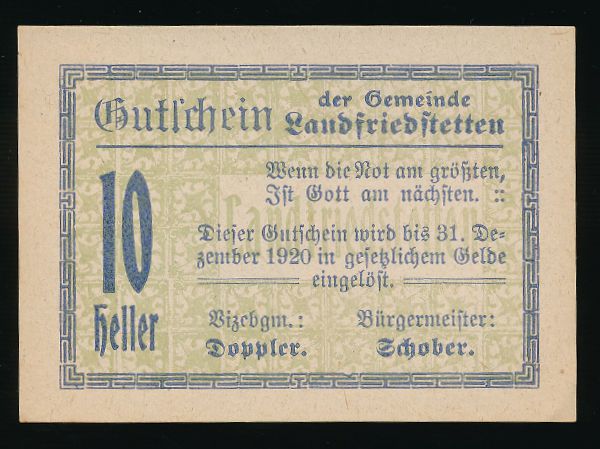 Gutschein der Gemeinde
Landfriedstetten
10
Heller
Wenn die Not am größten,
Ist Gott am nächsten. ::
Landfriedstetten
Dieser Gutschein wird bis 31. De-
zember 1920 in gesetzlichem Gelde
eingelöst.
Vizebgm.: Bürgermeister:
Doppler. Schober.